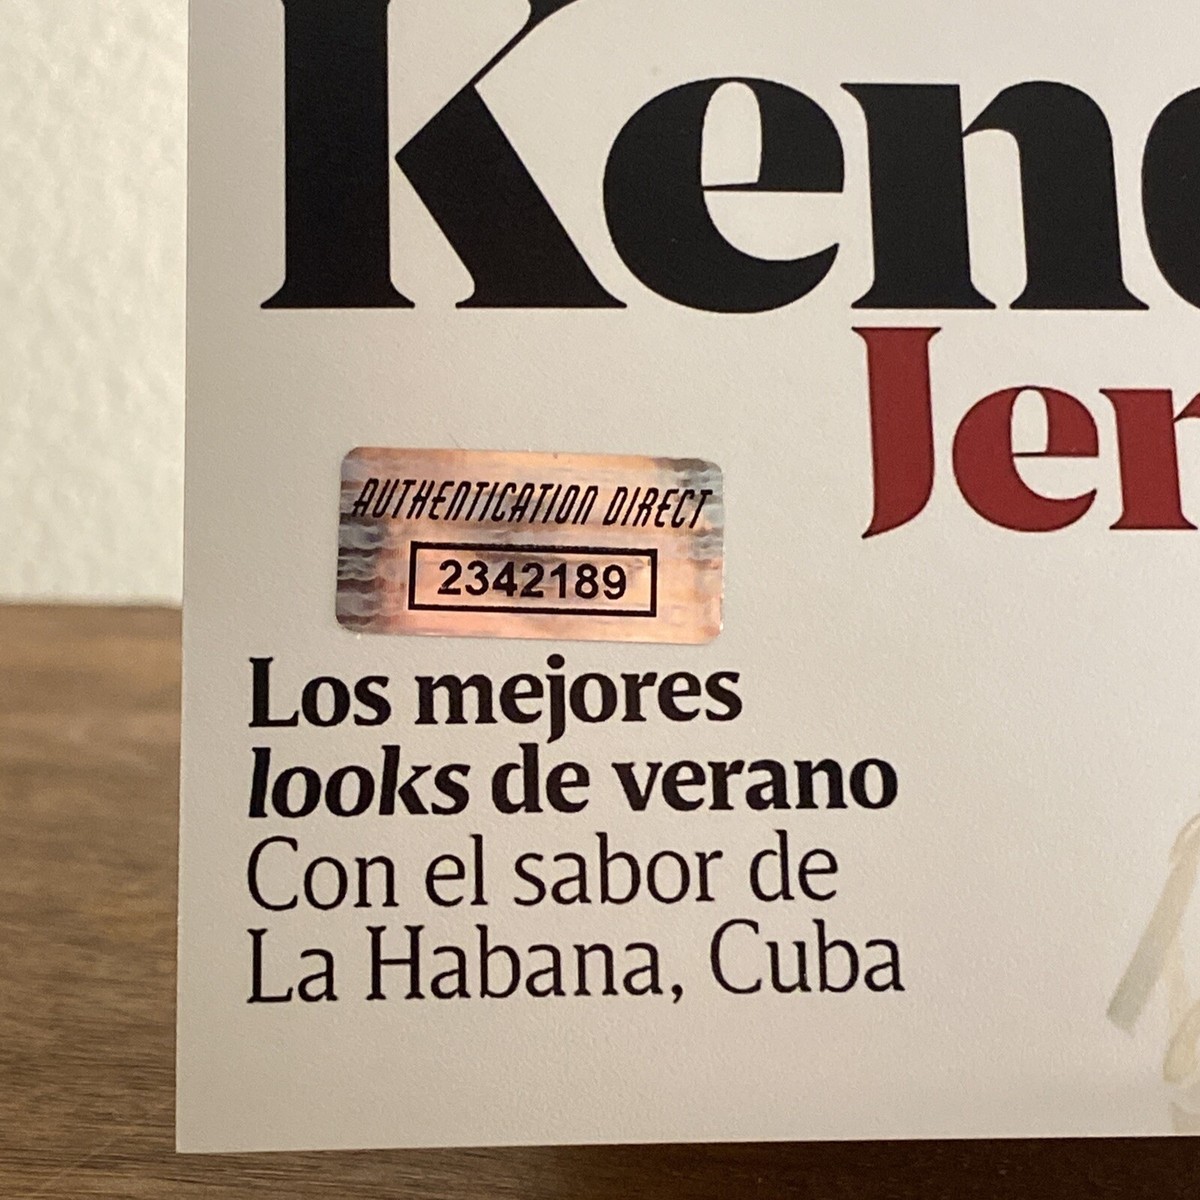 Ken
Jer
AUTHENTICATION DIRECT
2342189
Los mejores
looks de verano
Con el sabor de
La Habana, Cuba